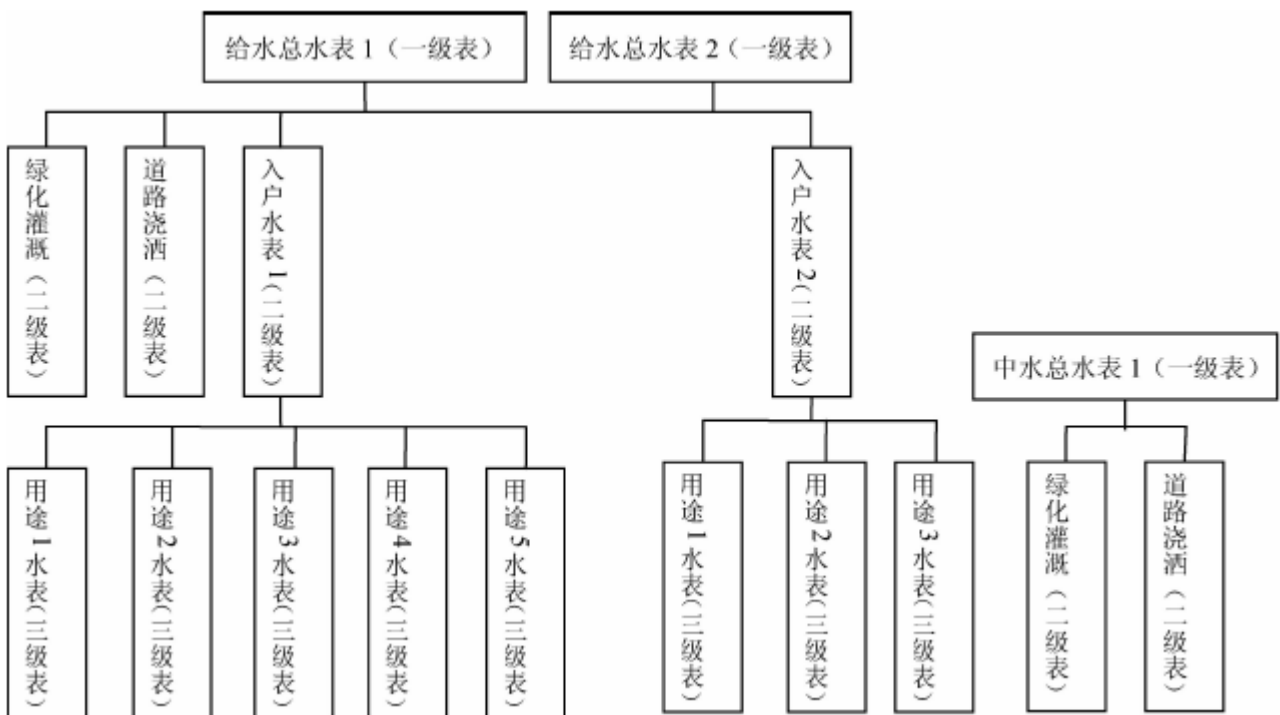 给水总水表 1（一级表）
给水总水表 2（一级表）
绿化灌溉（二级表）
道路浇洒（二级表）
入户水表 1（二级表）
入户水表 2（二级表）
中水总水表 1（一级表）
用途 1 水表（三级表）
用途 2 水表（三级表）
用途 3 水表（三级表）
用途 4 水表（三级表）
用途 5 水表（三级表）
用途 1 水表（三级表）
用途 2 水表（三级表）
用途 3 水表（三级表）
绿化灌溉（二级表）
道路浇洒（二级表）